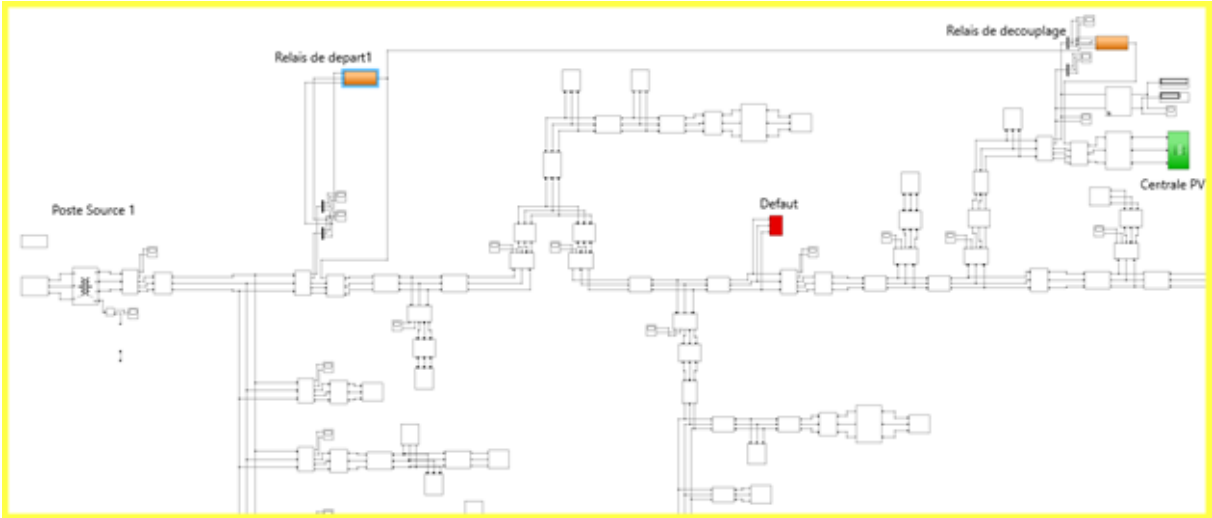 Relais de decouplage
Relais de depart1
Centrale PV
Defaut
Poste Source 1